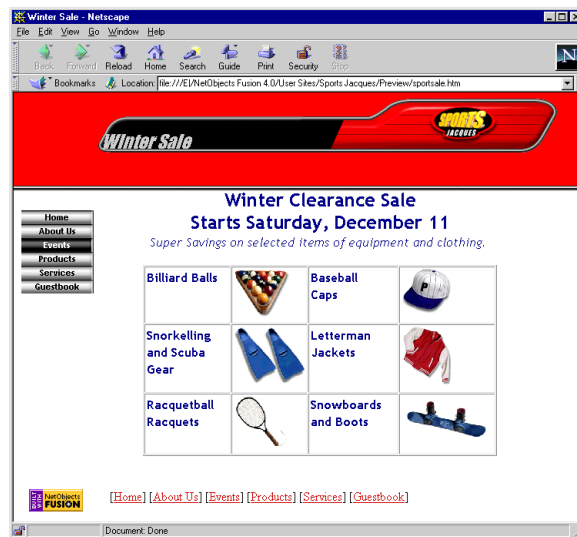 Winter Sale - Netscape
File Edit View Go Window Help
Back Forward Reload Home Search Guide Print Security Stop
N
Bookmarks Location: file:///E|/NetObjects Fusion 4.0/User Sites/Sports Jacques/Preview/sportsale.htm
SPORTS
JACQUES
Winter Sale
Winter Clearance Sale
Starts Saturday, December 11
Super Savings on selected items of equipment and clothing.
Home
About Us
Events
Products
Services
Guestbook
Billiard Balls
Baseball
Caps
P
Snorkelling
and Scuba
Gear
Letterman
Jackets
Racquetball
Racquets
Snowboards
and Boots
BUILT WITH
NetObjects
FUSION
[Home] [About Us] [Events] [Products] [Services] [Guestbook]
Document: Done